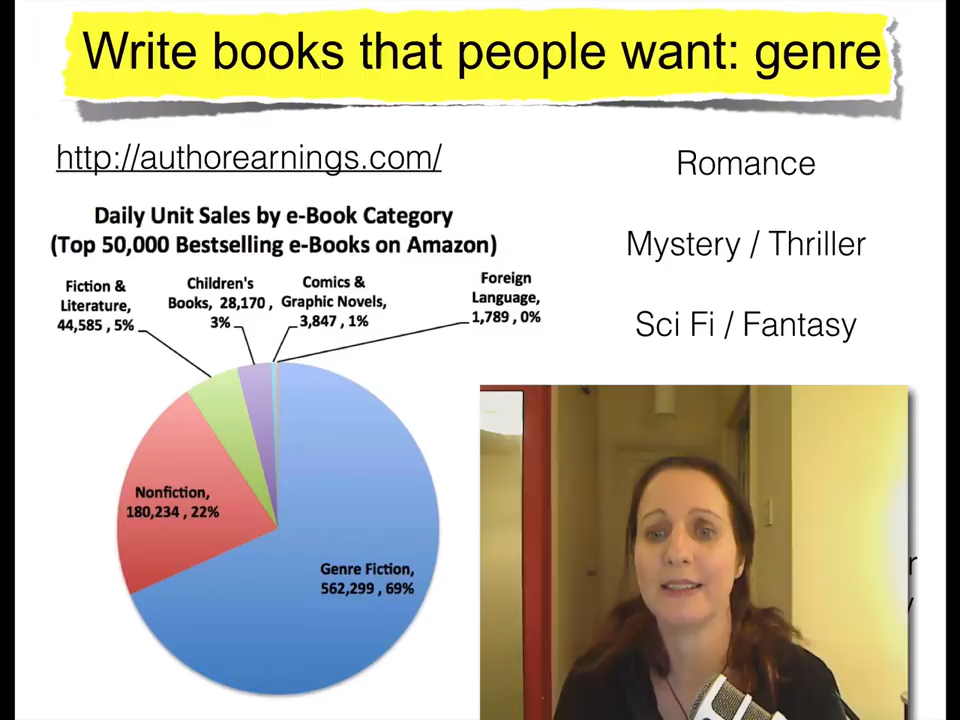 Write books that people want: genre
http://authorearnings.com/
Romance
Mystery / Thriller
Sci Fi / Fantasy
Daily Unit Sales by e-Book Category
(Top 50,000 Bestselling e-Books on Amazon)
Fiction &
Literature,
44,585 , 5%
Children's
Books, 28,170 ,
3%
Comics &
Graphic Novels,
3,847 , 1%
Foreign
Language,
1,789 , 0%
Nonfiction,
180,234 , 22%
Genre Fiction,
562,299 , 69%